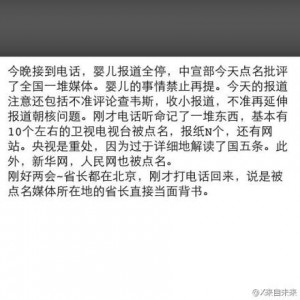 今晚接到电话，婴儿报道全停，中宣部今天点名批评
了全国一堆媒体。婴儿的事情禁止再提。今天的报道
注意还包括不准评论查韦斯，收小报道，不准再延伸
报道朝核问题。刚才电话听命记了一堆东西，基本有
10个左右的卫视电视台被点名，报纸N个，还有网
站。央视是重处，因为过于详细地解读了国五条。此
外，新华网，人民网也被点名。
刚好两会-省长都在北京，刚才打电话回来，说是被
点名媒体所在地的省长直接当面背书。
/来自未来/